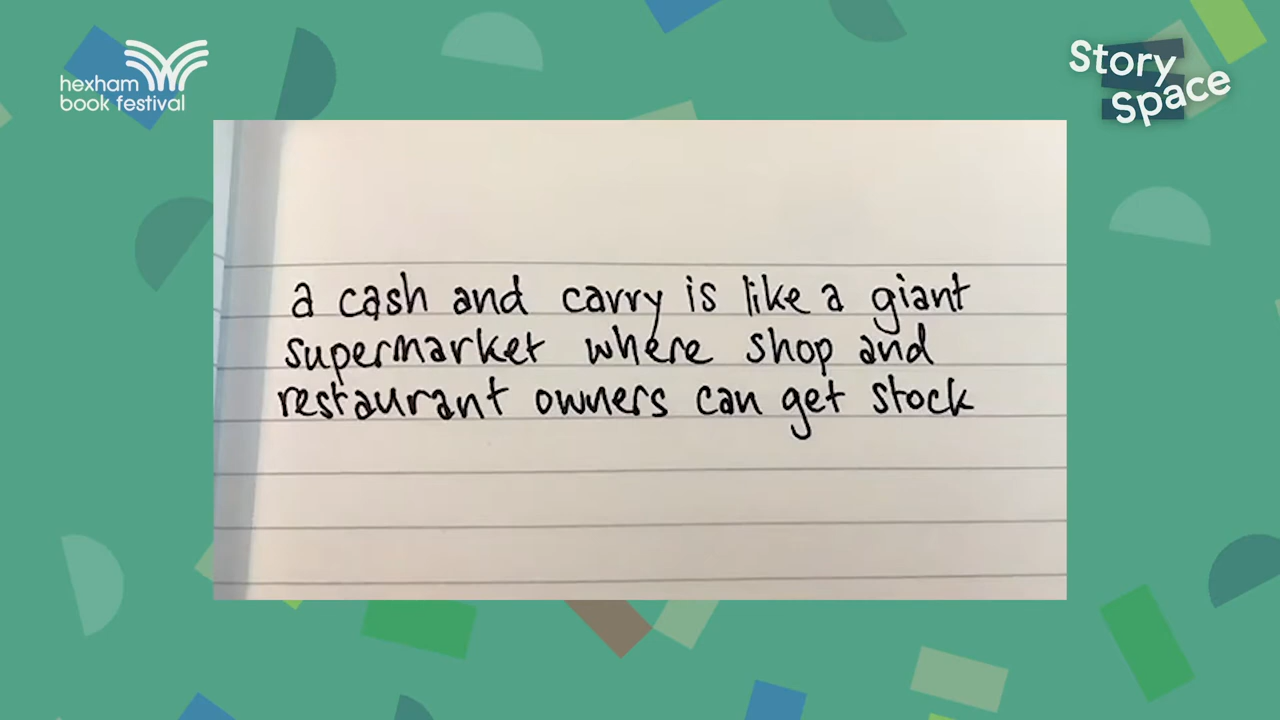 hexham
book festival
Story
Space
a cash and carry is like a giant
supermarket where shop and
restaurant owners can get stock